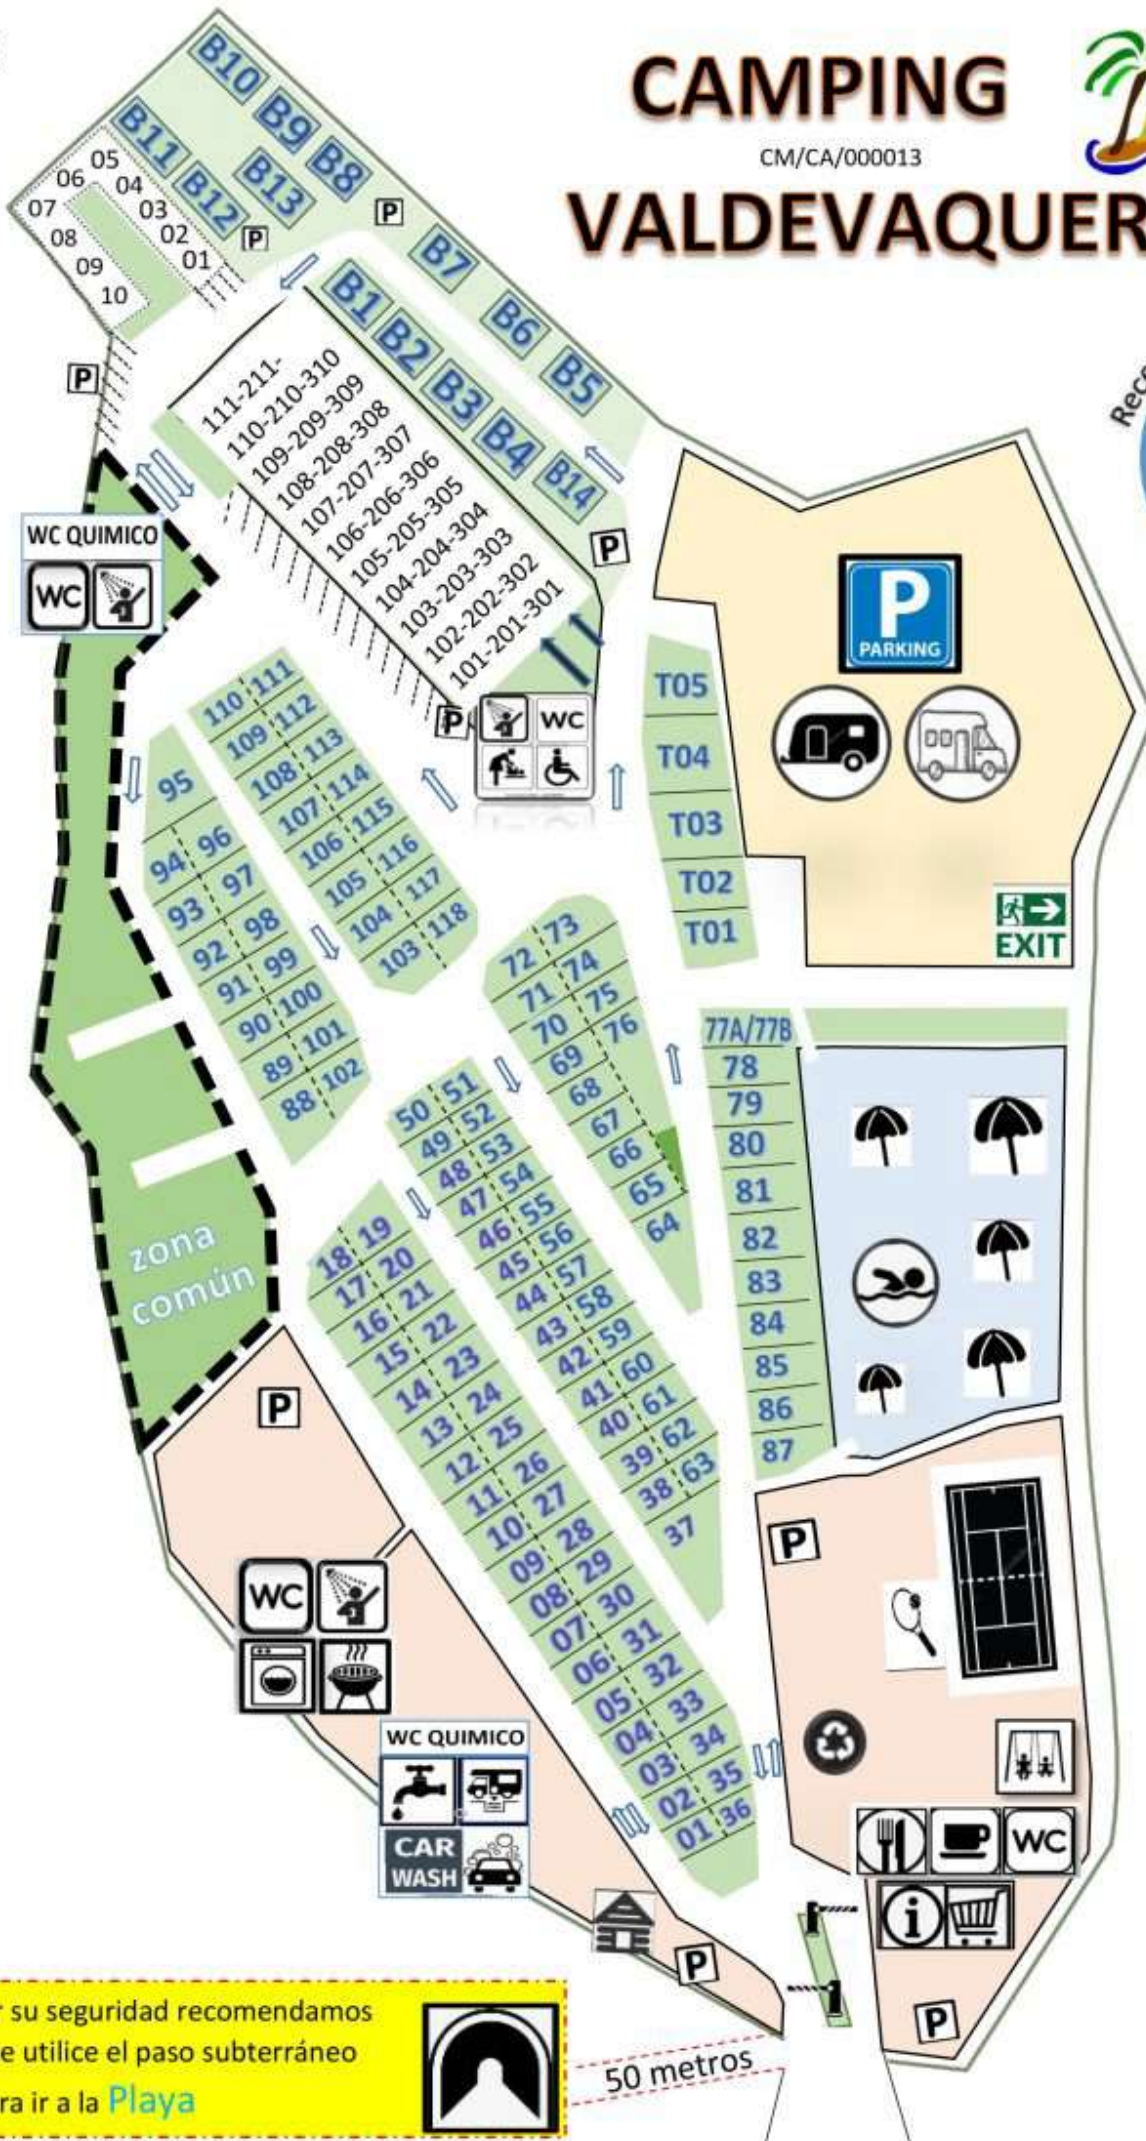 CAMPING
CM/CA/000013
VALDEVAQUER
Rece
B10
B9
B8
B11
B12
B13
P
P
B7
B6
B5
05
06
04
07
03
08
02
09
01
10
P
B1
B2
B3
B4
B14
P
111-211-
110-210-310
109-209-309
108-208-308
107-207-307
106-206-306
105-205-305
104-204-304
103-203-303
102-202-302
101-201-301
WC QUIMICO
WC
P
WC
P
PARKING
T05
T04
T03
T02
T01
EXIT
110 111
109 112
108 113
107 114
106 115
105 116
104 117
103 118
95
94 96
93 97
92 98
91 99
90 100
89 101
88 102
72 73
71 74
70 75
69 76
68
67
66
65
64
77A/77B
78
79
80
81
82
83
84
85
86
87
50 51
49 52
48 53
47 54
46 55
45 56
44 57
43 58
42 59
41 60
40 61
39 62
38 63
37
18 19
17 20
16 21
15 22
14 23
13 24
12 25
11 26
10 27
09 28
08 29
07 30
06 31
05 32
04 33
03 34
02 35
01 36
zona
común
P
P
WC
WC QUIMICO
CAR
WASH
WC
i
P
P
r su seguridad recomendamos
e utilice el paso subterráneo
ra ir a la Playa
50 metros